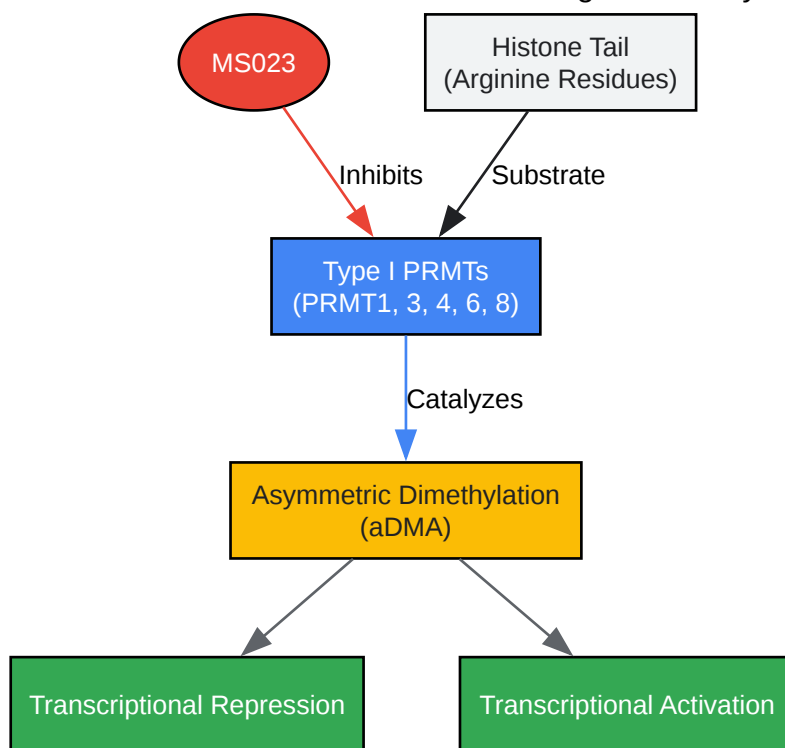 MS023
Histone Tail
(Arginine Residues)
Inhibits
Substrate
Type I PRMTs
(PRMT1, 3, 4, 6, 8)
Catalyzes
Asymmetric Dimethylation
(aDMA)
Transcriptional Repression
Transcriptional Activation